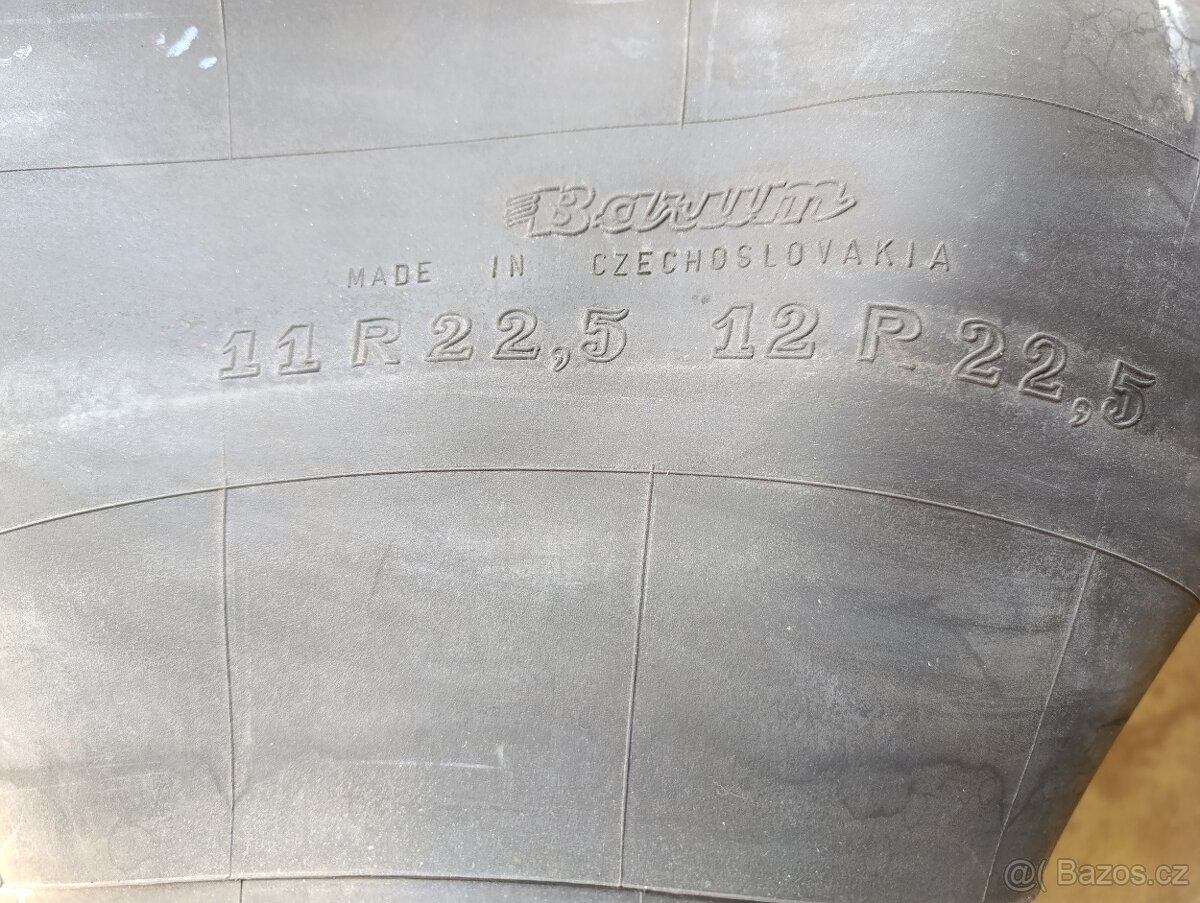 Barum
MADE IN CZECHOSLOVAKIA
11 R 22,5 12 R 22,5
@( Bazos.cz